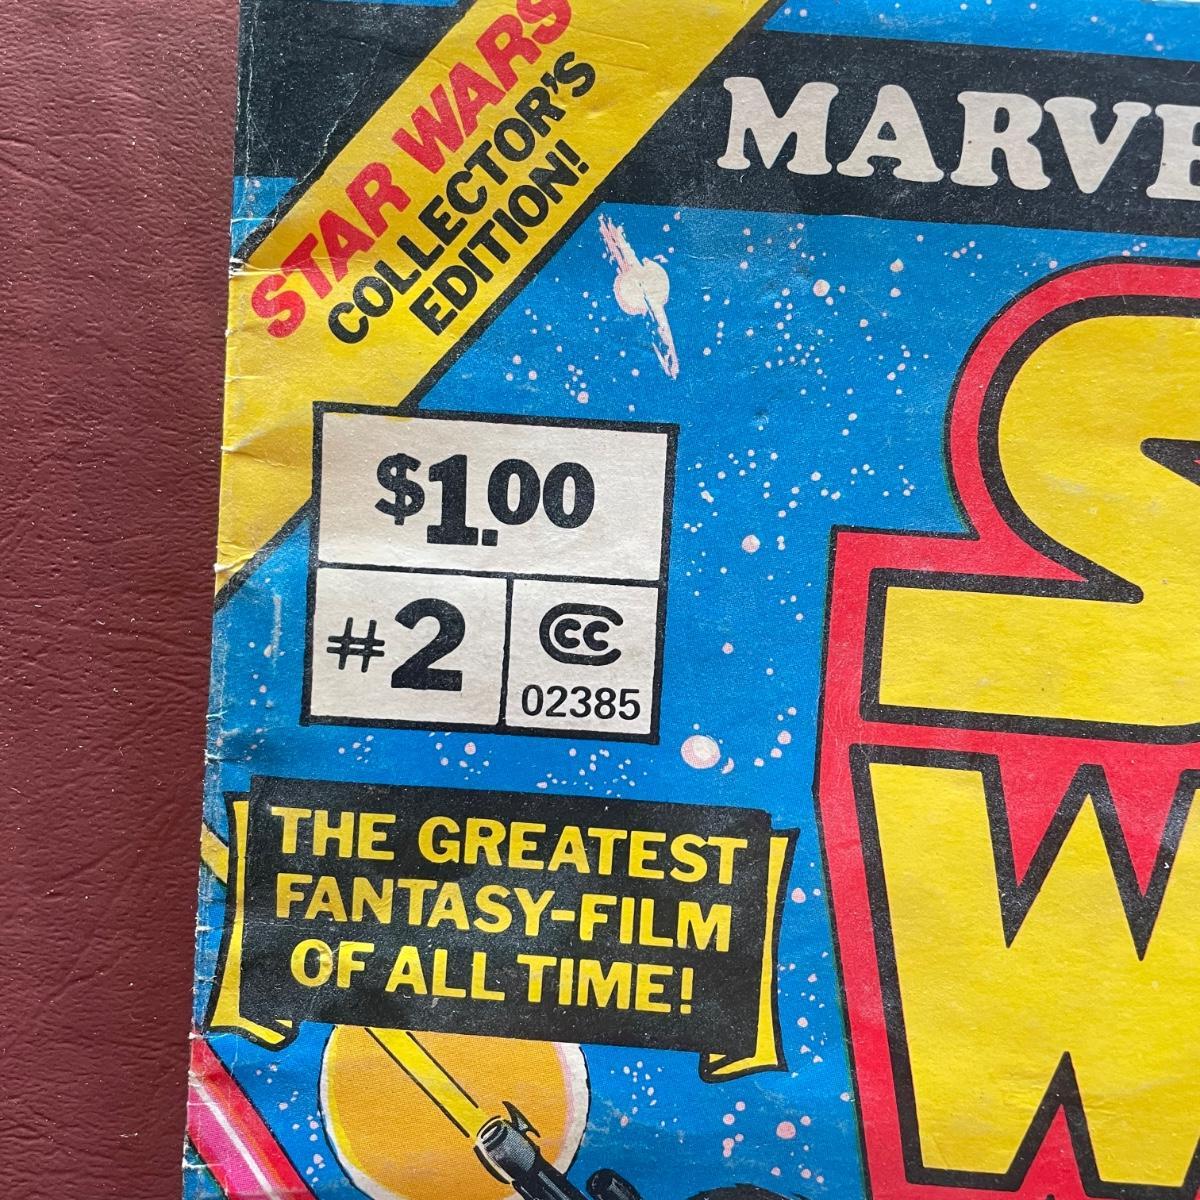 STAR WARS
COLLECTOR'S
EDITION!
MARVE
$1.00
#2
CC
02385
S
W
THE GREATEST
FANTASY-FILM
OF ALL TIME!